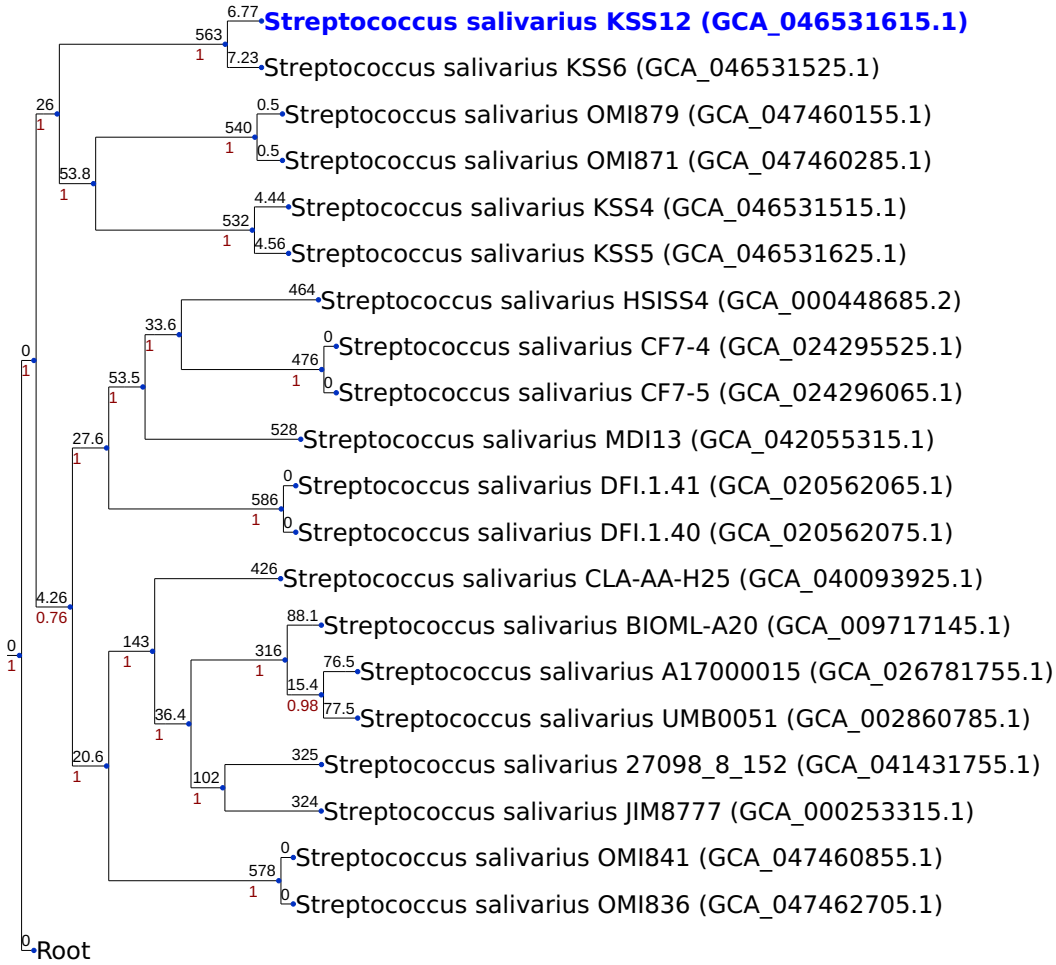 6.77
Streptococcus salivarius KSS12 (GCA_046531615.1)
563
1
7.23
Streptococcus salivarius KSS6 (GCA_046531525.1)
26
1
0.5
Streptococcus salivarius OMI879 (GCA_047460155.1)
540
1
0.5
Streptococcus salivarius OMI871 (GCA_047460285.1)
53.8
1
4.44
Streptococcus salivarius KSS4 (GCA_046531515.1)
532
1
4.56
Streptococcus salivarius KSS5 (GCA_046531625.1)
464
Streptococcus salivarius HSISS4 (GCA_000448685.2)
33.6
1
0
Streptococcus salivarius CF7-4 (GCA_024295525.1)
0
1
476
1
0
Streptococcus salivarius CF7-5 (GCA_024296065.1)
53.5
1
528
Streptococcus salivarius MDI13 (GCA_042055315.1)
27.6
1
0
Streptococcus salivarius DFI.1.41 (GCA_020562065.1)
586
1
0
Streptococcus salivarius DFI.1.40 (GCA_020562075.1)
426
Streptococcus salivarius CLA-AA-H25 (GCA_040093925.1)
4.26
0.76
88.1
Streptococcus salivarius BIOML-A20 (GCA_009717145.1)
143
1
316
1
0
1
76.5
Streptococcus salivarius A17000015 (GCA_026781755.1)
15.4
0.98
77.5
Streptococcus salivarius UMB0051 (GCA_002860785.1)
36.4
1
20.6
1
325
Streptococcus salivarius 27098_8_152 (GCA_041431755.1)
102
1
324
Streptococcus salivarius JIM8777 (GCA_000253315.1)
0
Streptococcus salivarius OMI841 (GCA_047460855.1)
578
1
0
Streptococcus salivarius OMI836 (GCA_047462705.1)
0
Root